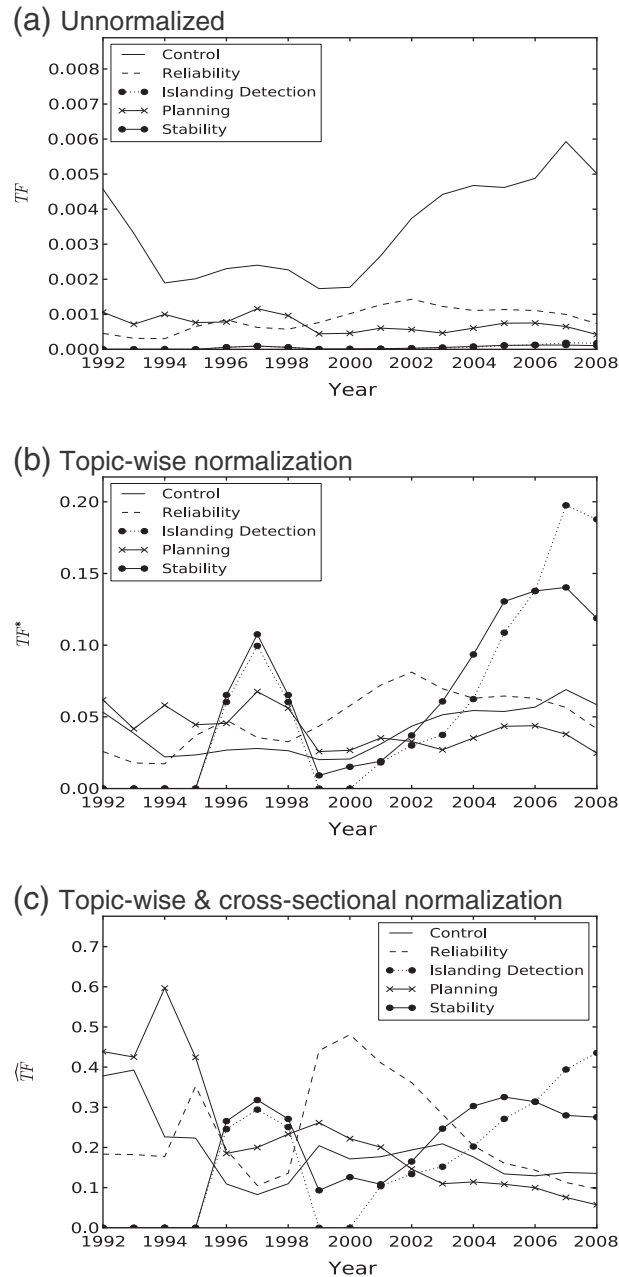 (a) Unnormalized
Control
Reliability
Islanding Detection
Planning
Stability
0.008
0.007
0.006
0.005
0.004
0.003
0.002
0.001
0.000
TF
1992 1994 1996 1998 2000 2002 2004 2006 2008
Year
(b) Topic-wise normalization
Control
Reliability
Islanding Detection
Planning
Stability
0.20
0.15
0.10
0.05
0.00
TF*
1992 1994 1996 1998 2000 2002 2004 2006 2008
Year
(c) Topic-wise & cross-sectional normalization
Control
Reliability
Islanding Detection
Planning
Stability
0.7
0.6
0.5
0.4
0.3
0.2
0.1
0.0
T͡F
1992 1994 1996 1998 2000 2002 2004 2006 2008
Year